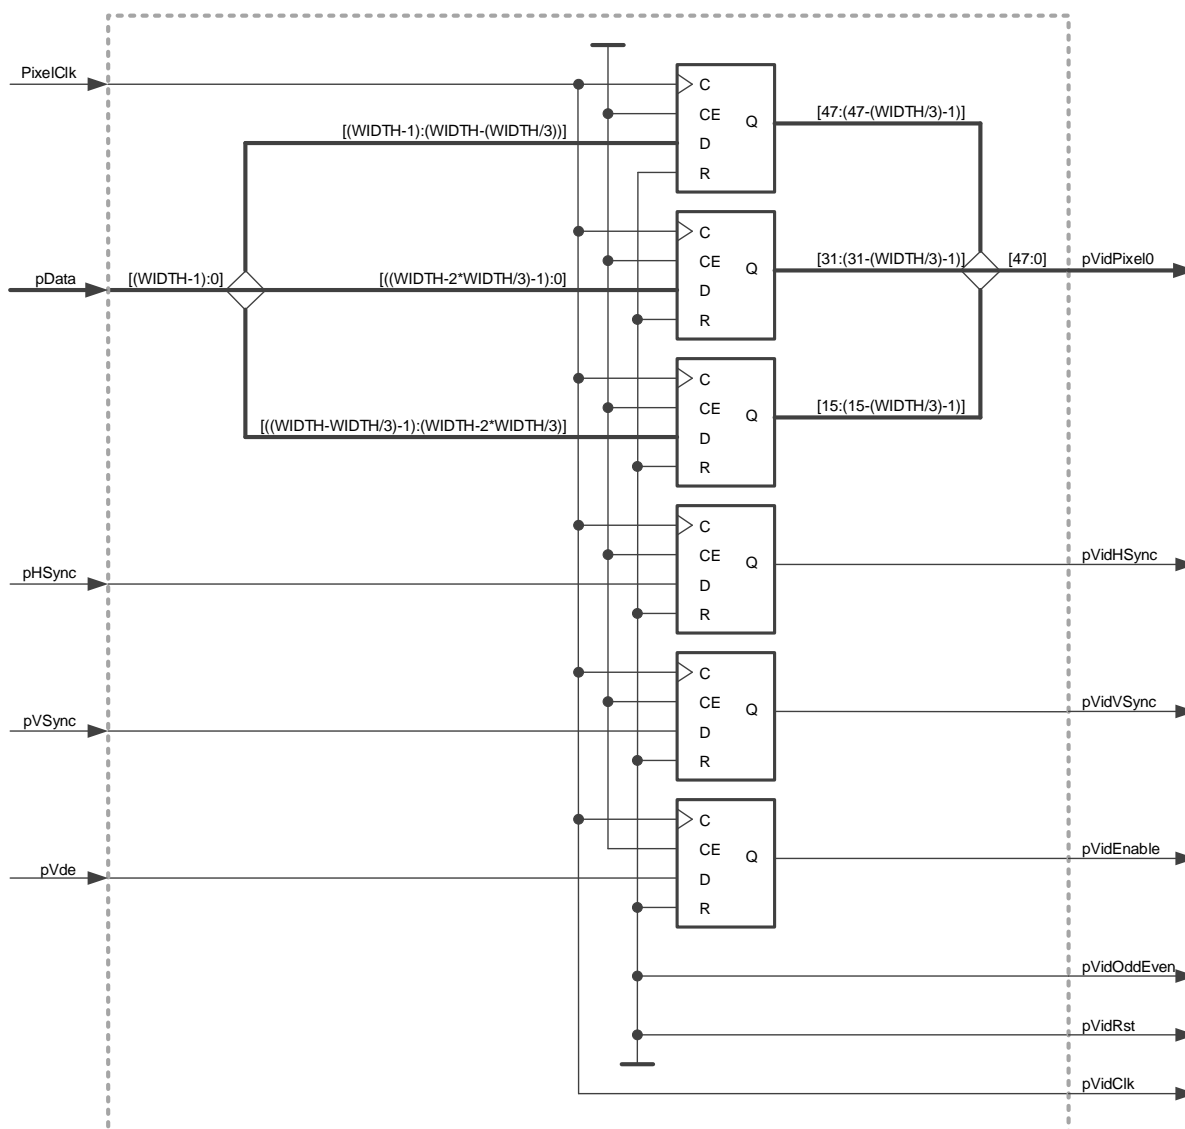 PixelClk
C
CE
D
R
Q
[(WIDTH-1):(WIDTH-(WIDTH/3))]
[47:(47-(WIDTH/3)-1)]
pData
[(WIDTH-1):0]
[((WIDTH-2*WIDTH/3)-1):0]
C
CE
D
R
Q
[31:(31-(WIDTH/3)-1)]
[47:0]
pVidPixel0
[((WIDTH-WIDTH/3)-1):(WIDTH-2*WIDTH/3)]
C
CE
D
R
Q
[15:(15-(WIDTH/3)-1)]
pHSync
C
CE
D
R
Q
pVidHSync
pVSync
C
CE
D
R
Q
pVidVSync
pVde
C
CE
D
R
Q
pVidEnable
pVidOddEven
pVidRst
pVidClk